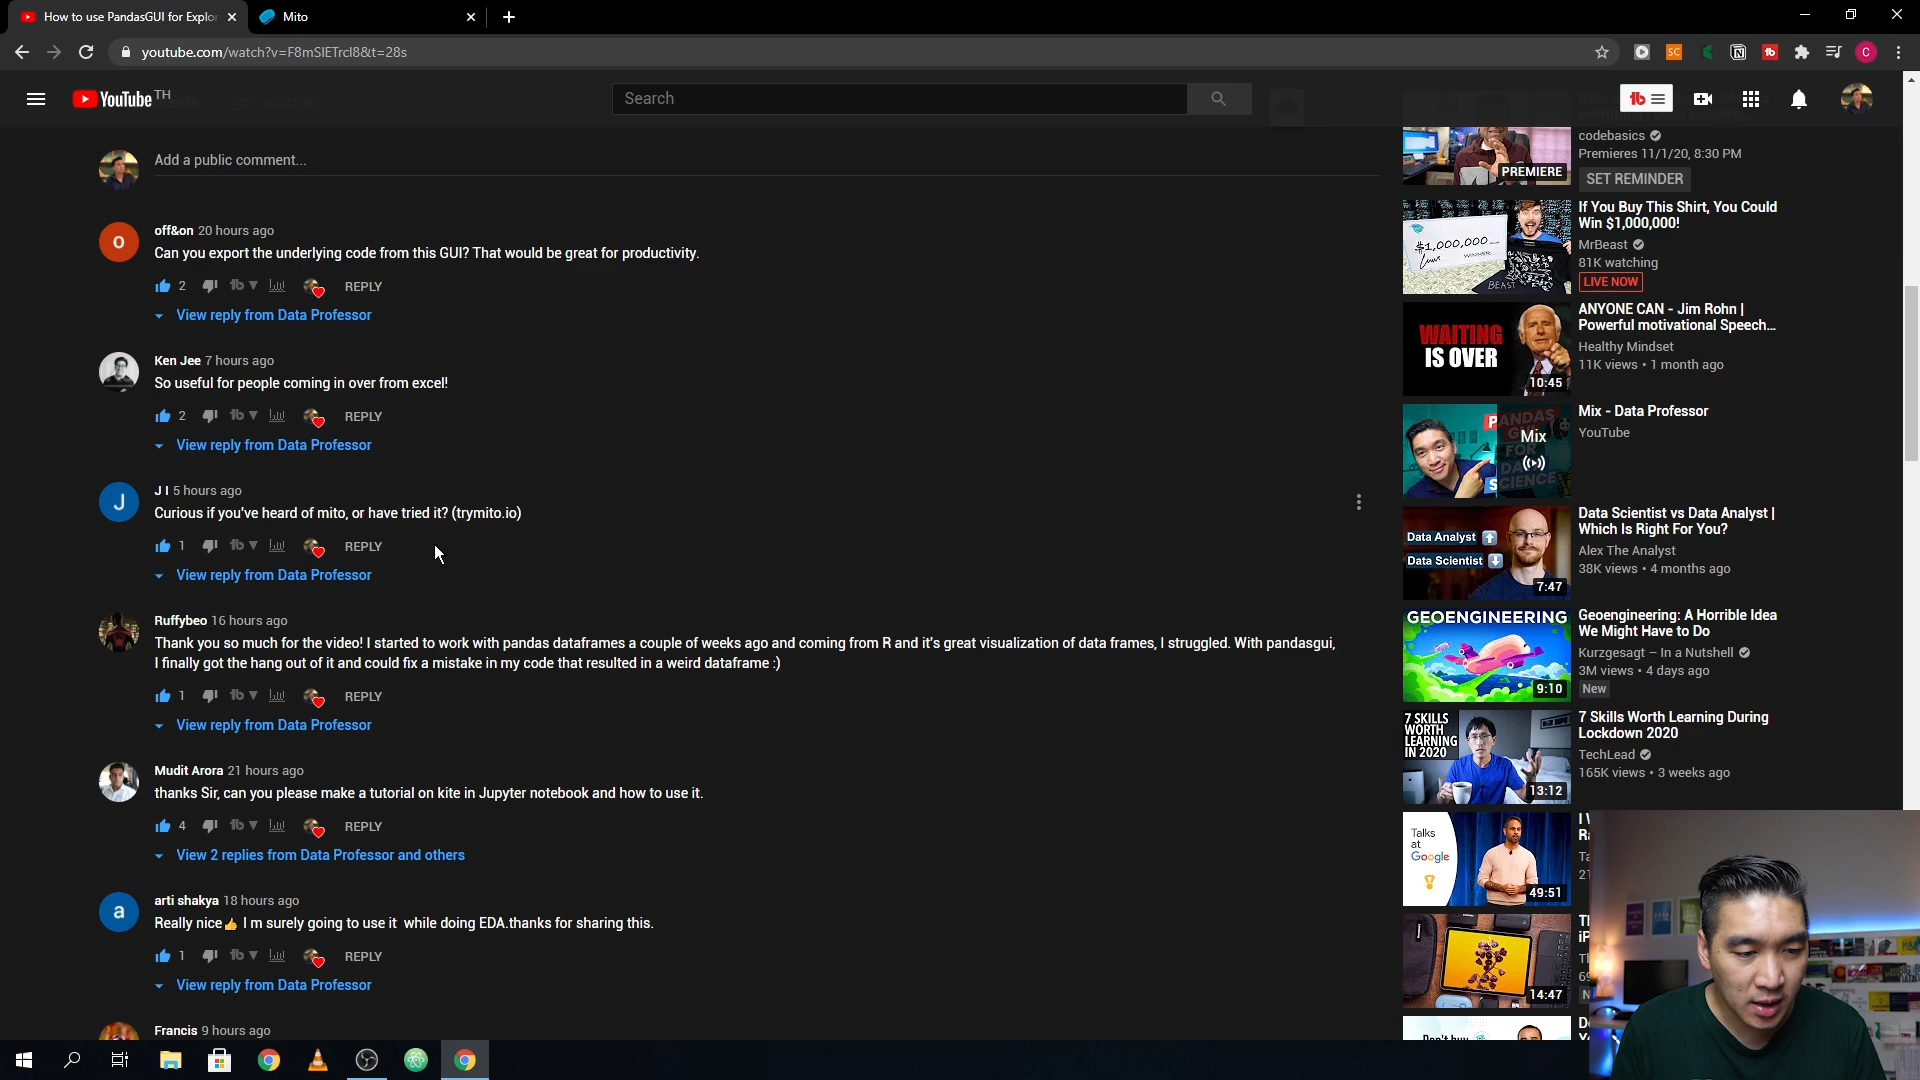 How to use PandasGUI for Explor
Mito
youtube.com/watch?v=F8mSIETrcI8&t=28s
SC
tb
C
YouTube TH
Search
tb
Add a public comment...
off&on 20 hours ago
Can you export the underlying code from this GUI? That would be great for productivity.
2 REPLY
View reply from Data Professor
Ken Jee 7 hours ago
So useful for people coming in over from excel!
2 REPLY
View reply from Data Professor
J I 5 hours ago
Curious if you've heard of mito, or have tried it? (trymito.io)
1 REPLY
View reply from Data Professor
Ruffybeo 16 hours ago
Thank you so much for the video! I started to work with pandas dataframes a couple of weeks ago and coming from R and it's great visualization of data frames, I struggled. With pandasgui,
I finally got the hang out of it and could fix a mistake in my code that resulted in a weird dataframe :)
1 REPLY
View reply from Data Professor
Mudit Arora 21 hours ago
thanks Sir, can you please make a tutorial on kite in Jupyter notebook and how to use it.
4 REPLY
View 2 replies from Data Professor and others
arti shakya 18 hours ago
Really nice👍 I m surely going to use it while doing EDA.thanks for sharing this.
1 REPLY
View reply from Data Professor
Francis 9 hours ago
PREMIERE
codebasics
Premieres 11/1/20, 8:30 PM
SET REMINDER
$1,000,000
WINNER
BEAST
If You Buy This Shirt, You Could
Win $1,000,000!
MrBeast
81K watching
LIVE NOW
WAITING
IS OVER
10:45
ANYONE CAN - Jim Rohn |
Powerful motivational Speech...
Healthy Mindset
11K views • 1 month ago
PANDAS
GUI
FOR
DATA
SCIENCE
Mix
Mix - Data Professor
YouTube
Data Analyst
Data Scientist
7:47
Data Scientist vs Data Analyst |
Which Is Right For You?
Alex The Analyst
38K views • 4 months ago
GEOENGINEERING
9:10
Geoengineering: A Horrible Idea
We Might Have to Do
Kurzgesagt – In a Nutshell
3M views • 4 days ago
New
7 SKILLS
WORTH
LEARNING
IN 2020
13:12
7 Skills Worth Learning During
Lockdown 2020
TechLead
165K views • 3 weeks ago
Talks
at
Google
49:51
14:47